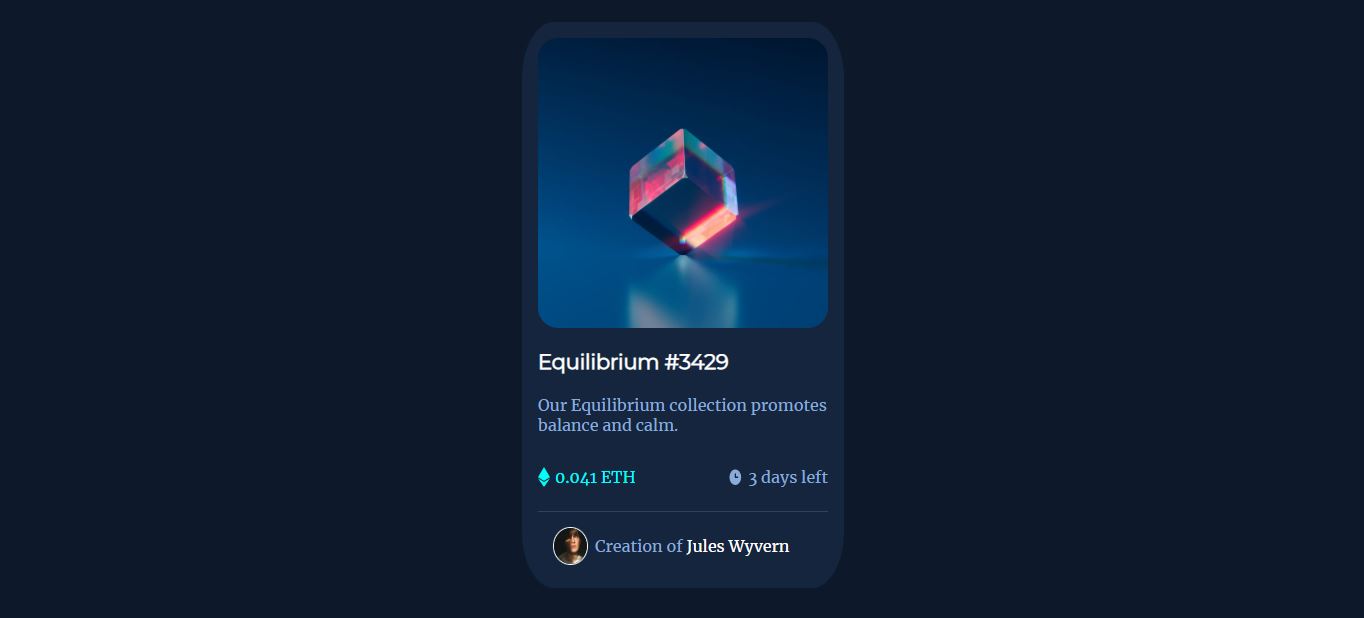 Equilibrium #3429
Our Equilibrium collection promotes
balance and calm.
0.041 ETH
3 days left
Creation of Jules Wyvern